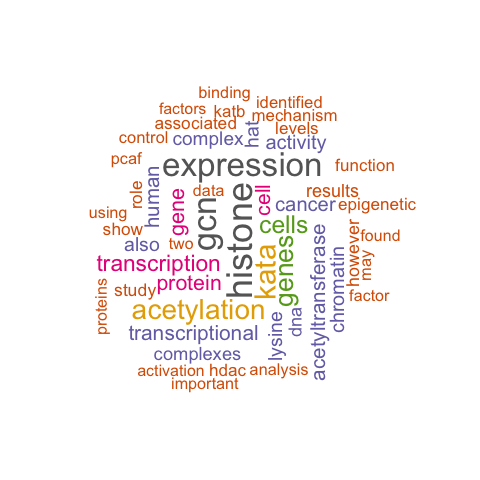 binding
factors katb identified
associated hat mechanism
control complex levels
activity
pcaf expression function
role human gene data cell results
using gcn histone cancer epigenetic
show cells
also two genes however found
transcription kata may
proteins study protein acetyltransferase chromatin factor
acetylation
transcriptional lysine dna
complexes
activation hdac analysis
important